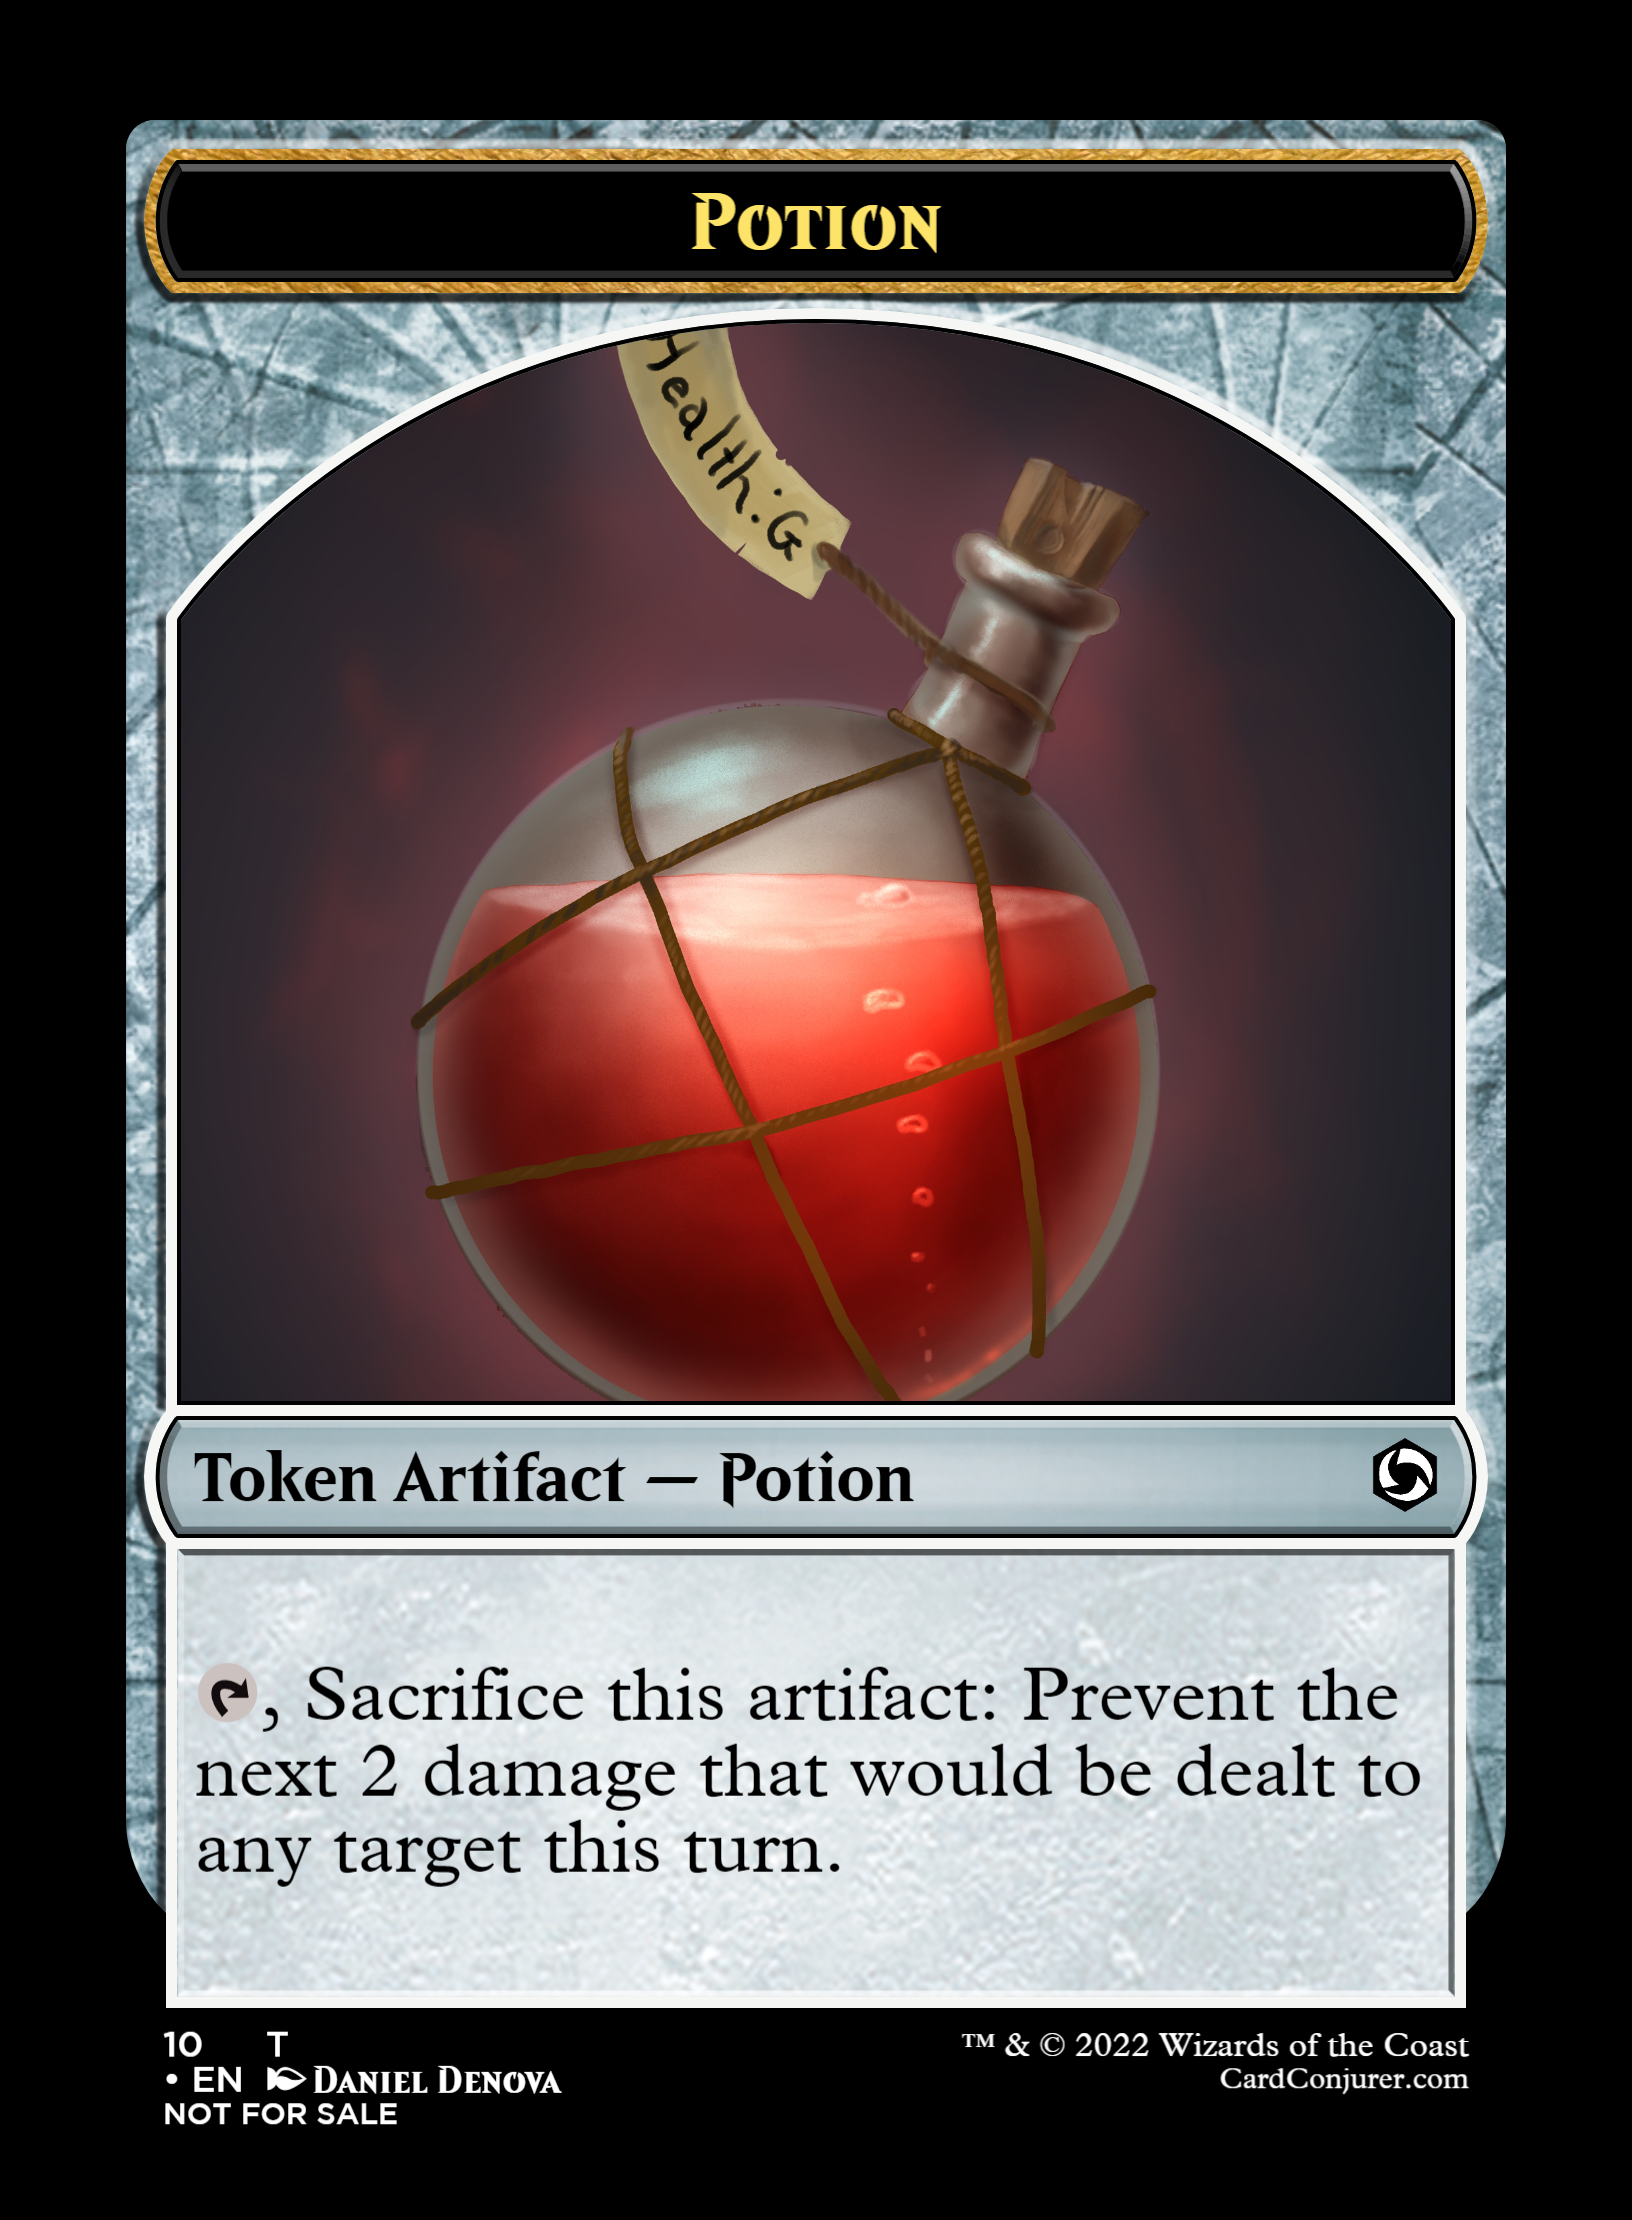 Potion
Health: G
Token Artifact — Potion
, Sacrifice this artifact: Prevent the
next 2 damage that would be dealt to
any target this turn.
10 T
• EN Daniel Denova
NOT FOR SALE
™ & © 2022 Wizards of the Coast
CardConjurer.com